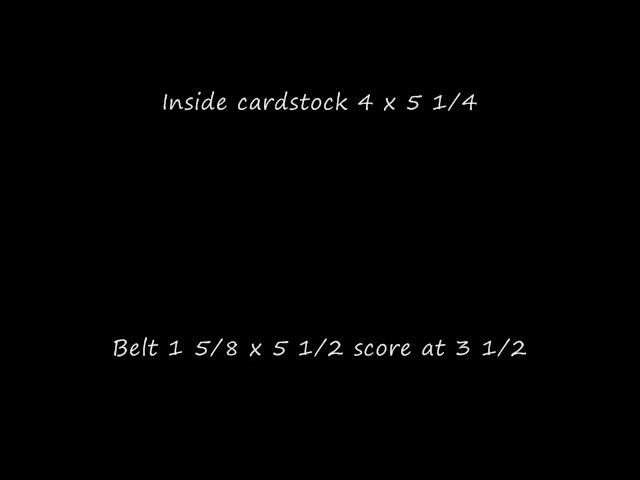 Inside cardstock 4 x 5 1/4
Belt 1 5/8 x 5 1/2 score at 3 1/2